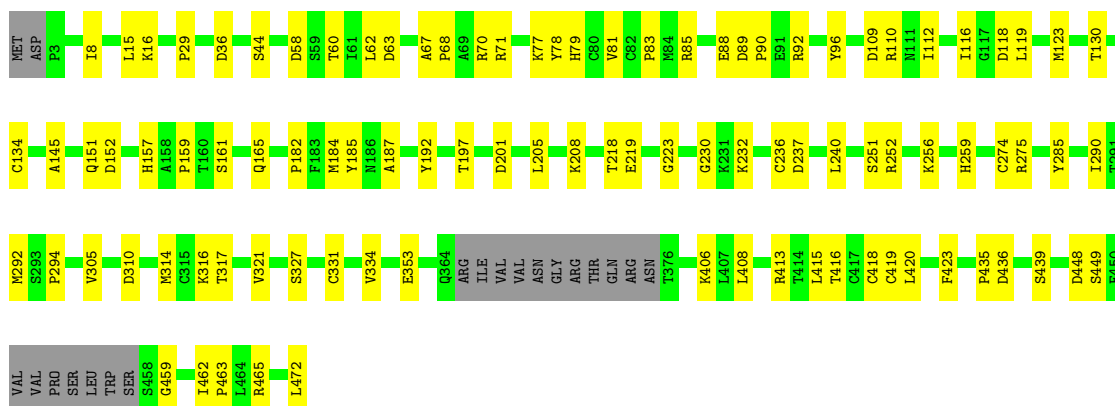 MET ASP P3 I8 L15 K16 P29 D36 S44 D58 S59 T60 I61 L62 D63 A67 P68 A69 R70 R71 K77 Y78 H79 C80 V81 C82 P83 M84 R85 E88 D89 P90 E91 R92 Y96 D109 R110 N111 I112 I116 G117 D118 L119 M123 T130
C134 A145 Q151 D152 H157 A158 P159 T160 S161 Q165 P182 F183 M184 Y185 N186 A187 Y192 T197 D201 L205 K208 T218 E219 G223 G230 K231 K232 C236 D237 L240 S251 R252 K256 H259 C274 R275 Y285 I290 T291
M292 S293 P294 V305 D310 M314 C315 K316 T317 V321 S327 C331 V334 E353 Q364 ARG ILE VAL VAL ASN GLY ARG THR GLN ARG ASN T376 K406 L407 L408 R413 T414 L415 T416 C417 C418 C419 L420 F423 P435 D436 S439 D448 S449 E450
VAL VAL PRO SER LEU TRP SER S458 G459 I462 P463 L464 R465 L472